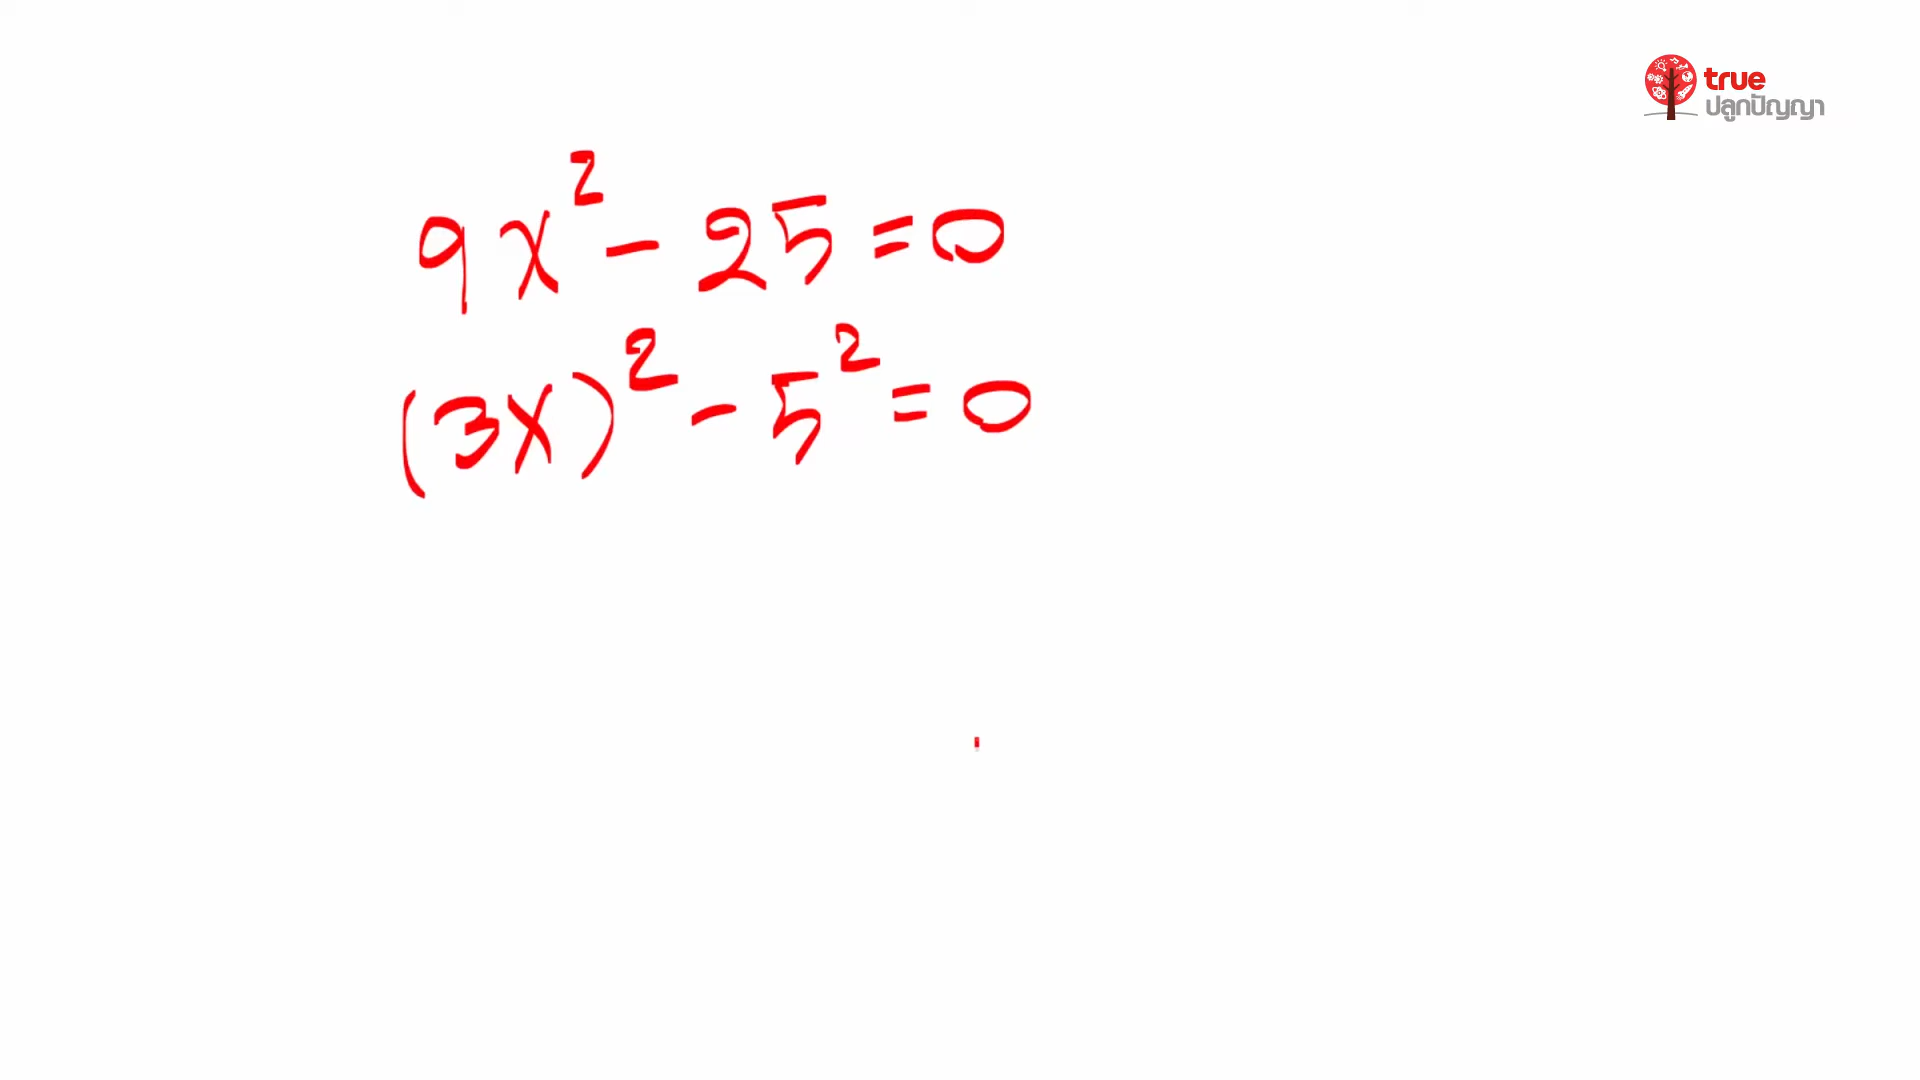 true
ปลูกปัญญา
9x² - 25 = 0
(3x)² - 5² = 0